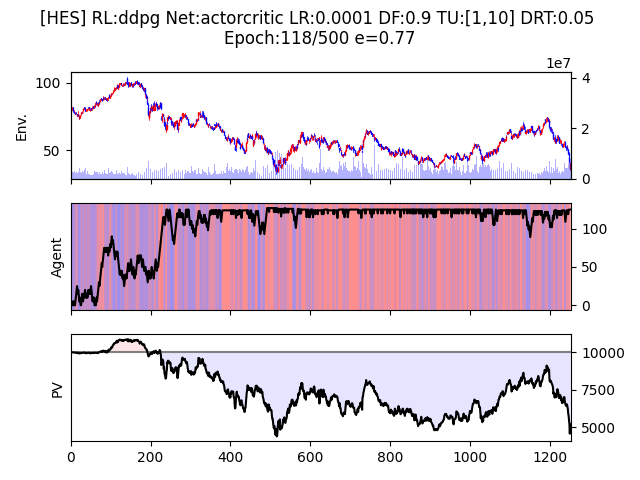 [HES] RL:ddpg Net:actorcritic LR:0.0001 DF:0.9 TU:[1,10] DRT:0.05
Epoch:118/500 e=0.77
1e7
100
50
Env.
4
2
0
Agent
100
50
0
PV
10000
7500
5000
0 200 400 600 800 1000 1200